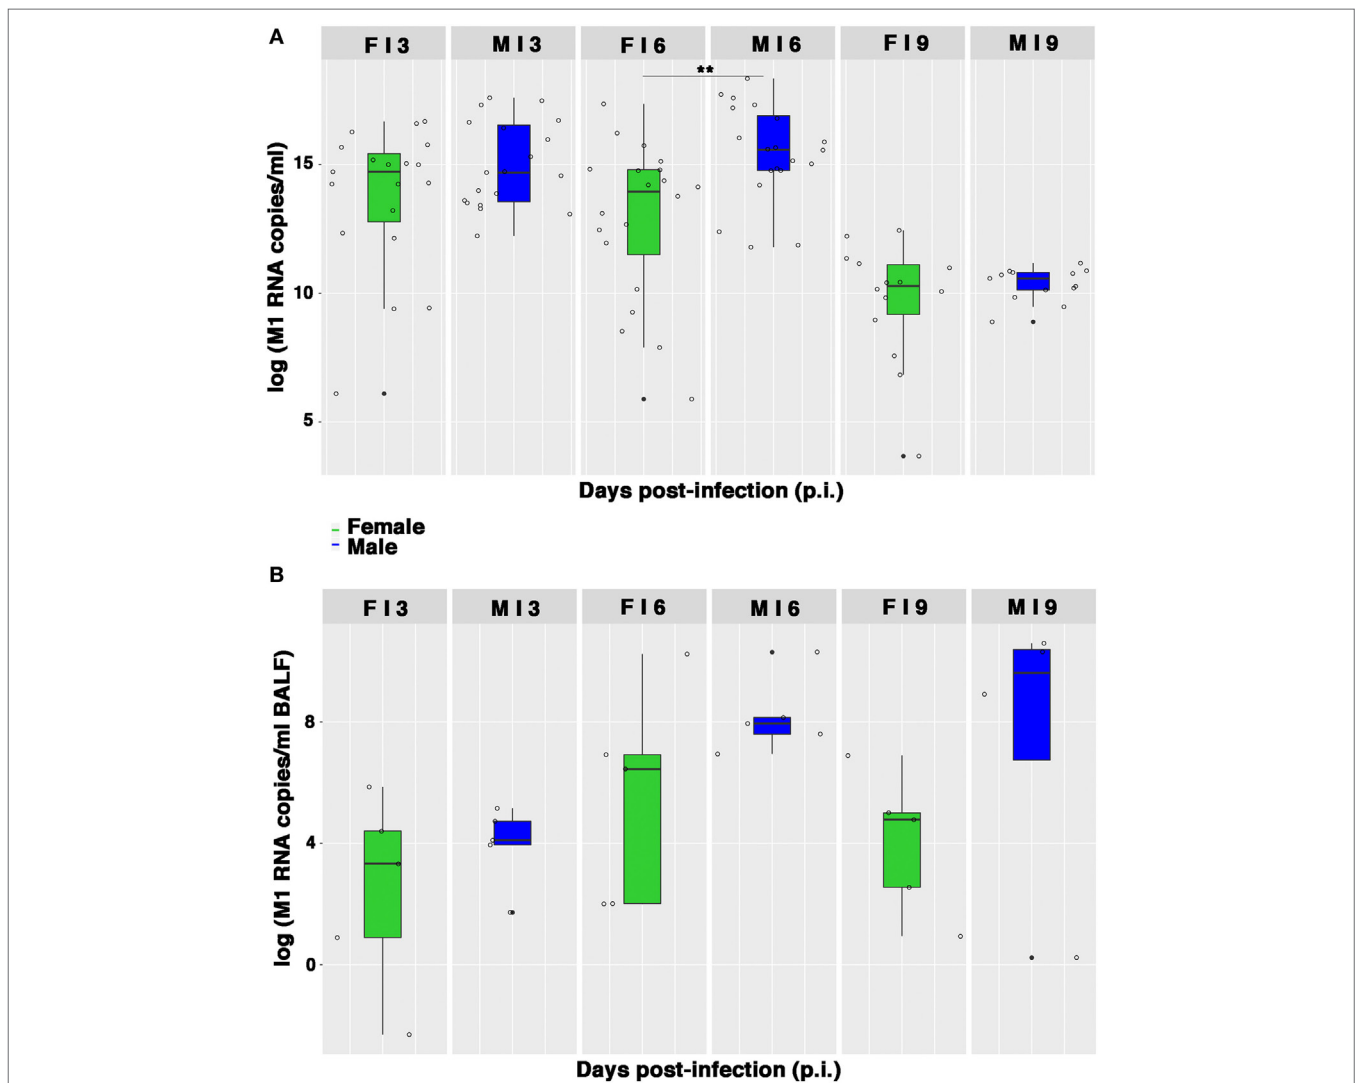 A
F I 3 M I 3 F I 6 M I 6 F I 9 M I 9
**
15
10
5
log (M1 RNA copies/ml)
Days post-infection (p.i.)
Female
Male
B
F I 3 M I 3 F I 6 M I 6 F I 9 M I 9
8
4
0
log (M1 RNA copies/ml BALF)
Days post-infection (p.i.)